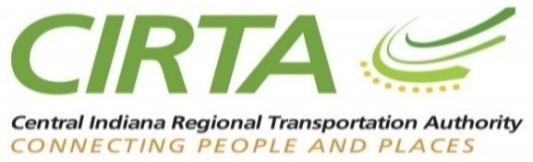 CIRTA
Central Indiana Regional Transportation Authority
CONNECTING PEOPLE AND PLACES